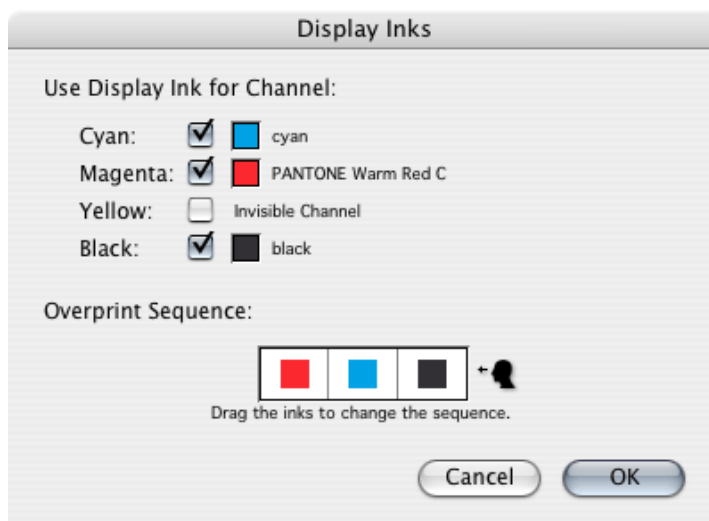 Display Inks
Use Display Ink for Channel:
Cyan: cyan
Magenta: PANTONE Warm Red C
Yellow: Invisible Channel
Black: black
Overprint Sequence:
Drag the inks to change the sequence.
Cancel OK